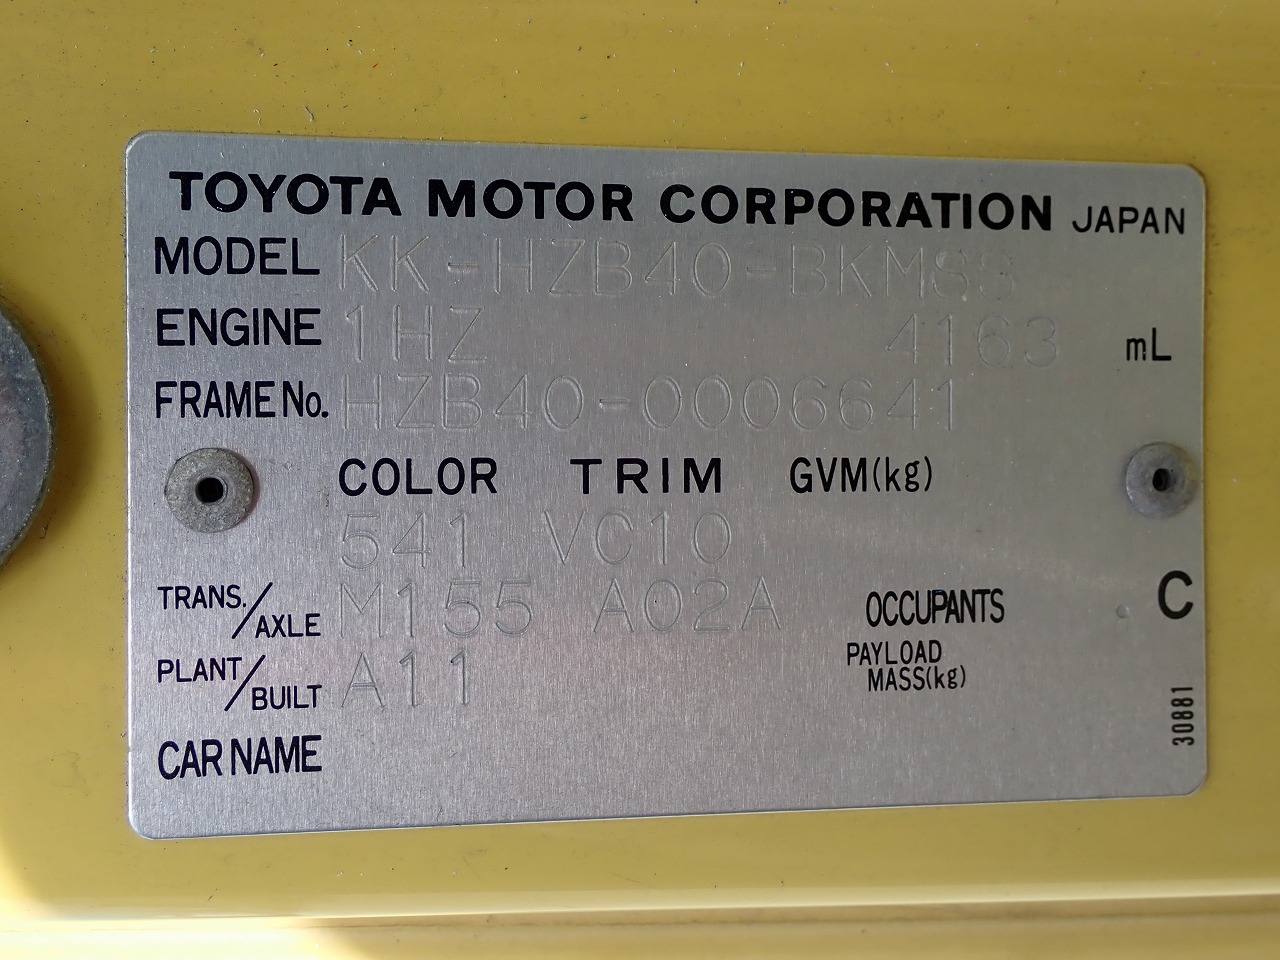 TOYOTA MOTOR CORPORATION JAPAN
MODEL KK-HZB40-BKMSS
ENGINE 1HZ 4163 mL
FRAME No. HZB40-0006641
COLOR TRIM GVM(kg)
541 VC10
TRANS./AXLE M155 A02A OCCUPANTS C
PLANT/BUILT A11 PAYLOAD MASS(kg)
CAR NAME
30881